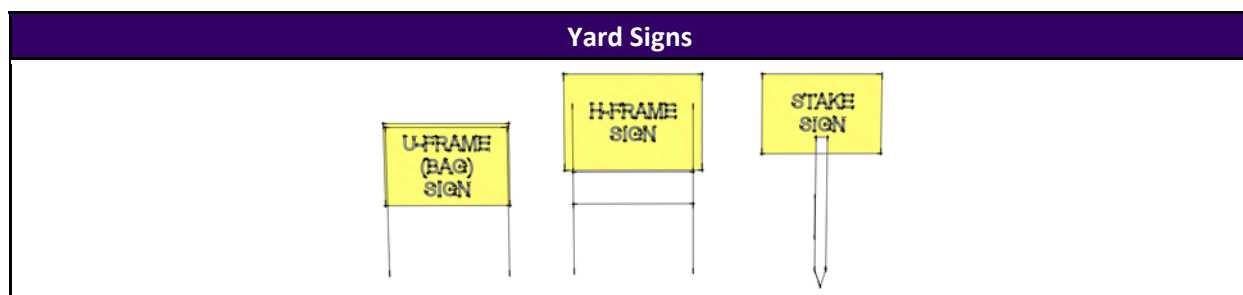 Yard Signs
U-FRAME
(BAG)
SIGN
H-FRAME
SIGN
STAKE
SIGN